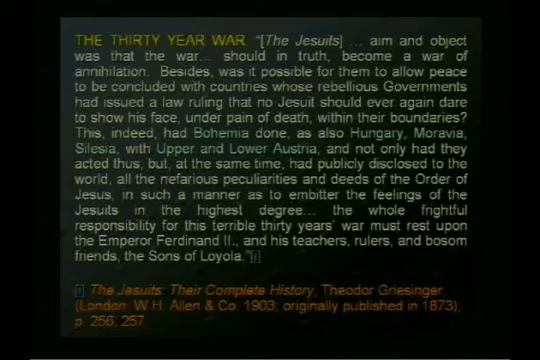 THE THIRTY YEAR WAR. "[The Jesuits] ... aim and object
was that the war... should in truth, become a war of
annihilation. Besides, was it possible for them to allow peace
to be concluded with countries whose rebellious Governments
had issued a law ruling that no Jesuit should ever again dare
to show his face, under pain of death, within their boundaries?
This, indeed, had Bohemia done, as also Hungary, Moravia,
Silesia, with Upper and Lower Austria, and not only had they
acted thus, but, at the same time, had publicly disclosed to the
world, all the nefarious peculiarities and deeds of the Order of
Jesus, in such a manner as to embitter the feelings of the
Jesuits in the highest degree... the whole frightful
responsibility for this terrible thirty years' war must rest upon
the Emperor Ferdinand II., and his teachers, rulers, and bosom
friends, the Sons of Loyola."[i]
[i] The Jesuits: Their Complete History, Theodor Griesinger
(London: W.H. Allen & Co. 1903; originally published in 1873),
p. 256, 257